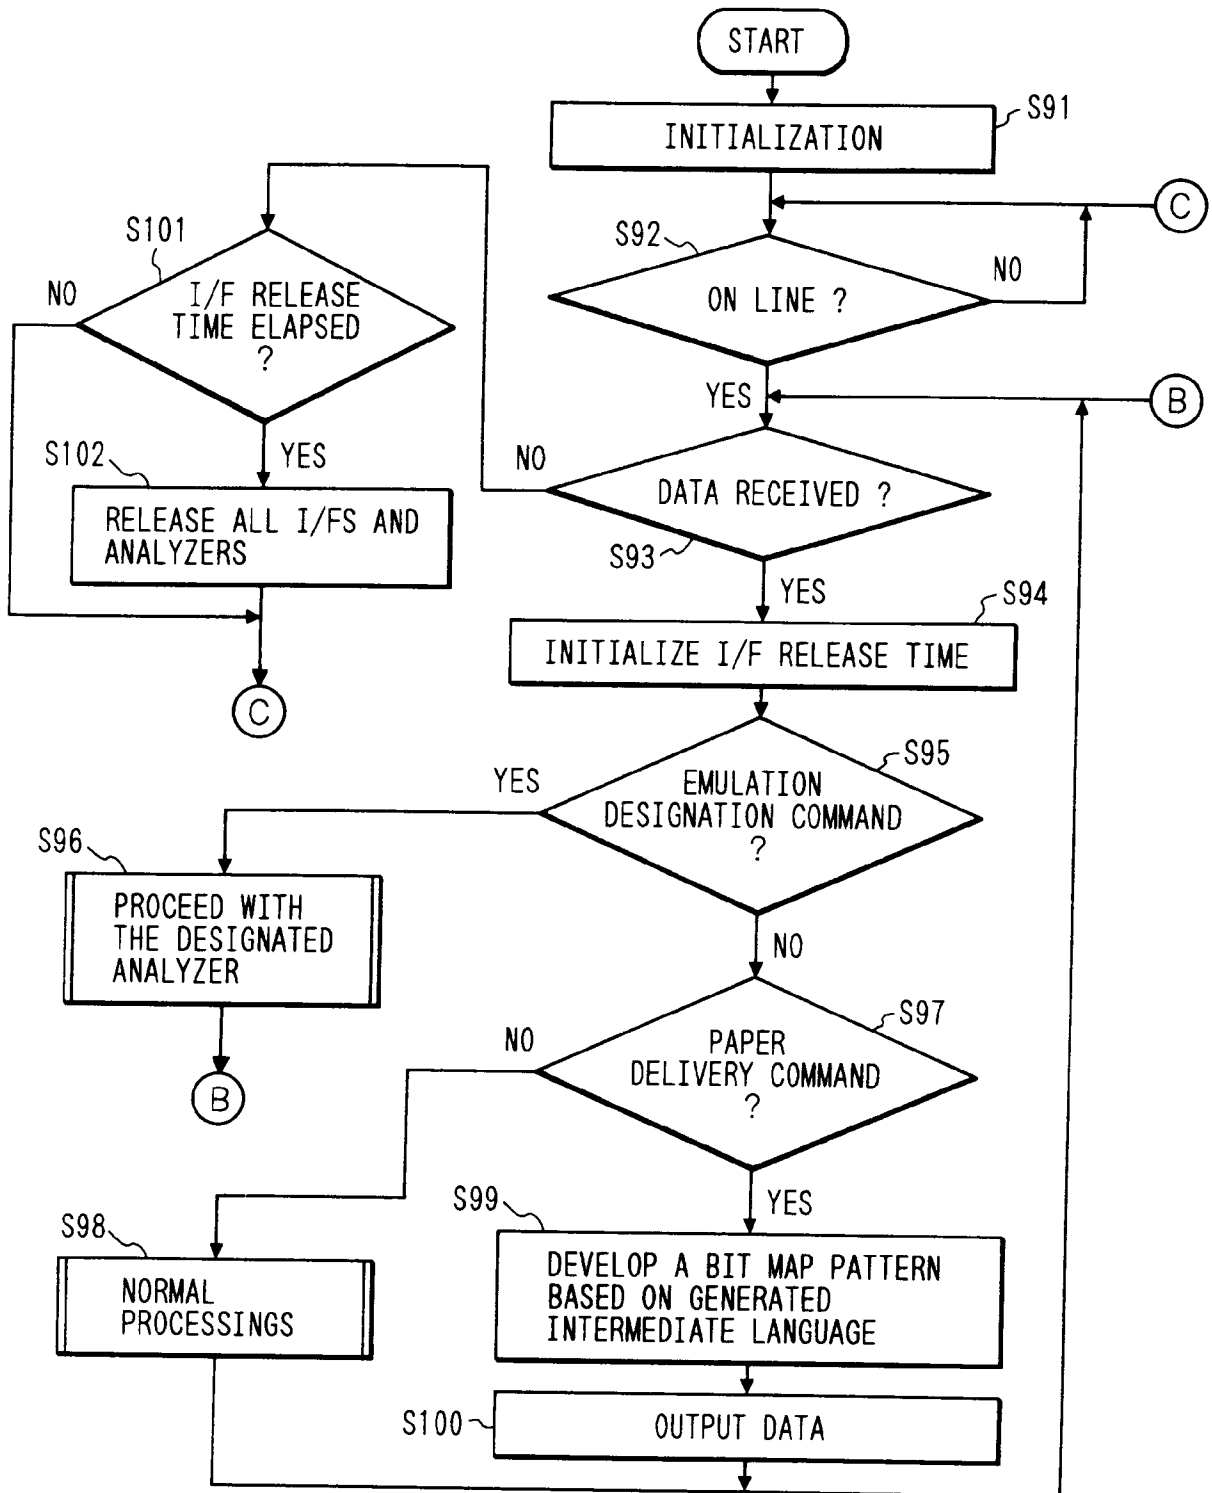 START
S91
INITIALIZATION
C
S92
ON LINE ?
NO
YES
B
S101
I/F RELEASE
TIME ELAPSED
?
NO
YES
S102
RELEASE ALL I/FS AND
ANALYZERS
C
NO
DATA RECEIVED ?
S93
YES
S94
INITIALIZE I/F RELEASE TIME
S95
EMULATION
DESIGNATION COMMAND
?
YES
S96
PROCEED WITH
THE DESIGNATED
ANALYZER
B
NO
S97
PAPER
DELIVERY COMMAND
?
NO
S98
NORMAL
PROCESSINGS
YES
S99
DEVELOP A BIT MAP PATTERN
BASED ON GENERATED
INTERMEDIATE LANGUAGE
S100
OUTPUT DATA